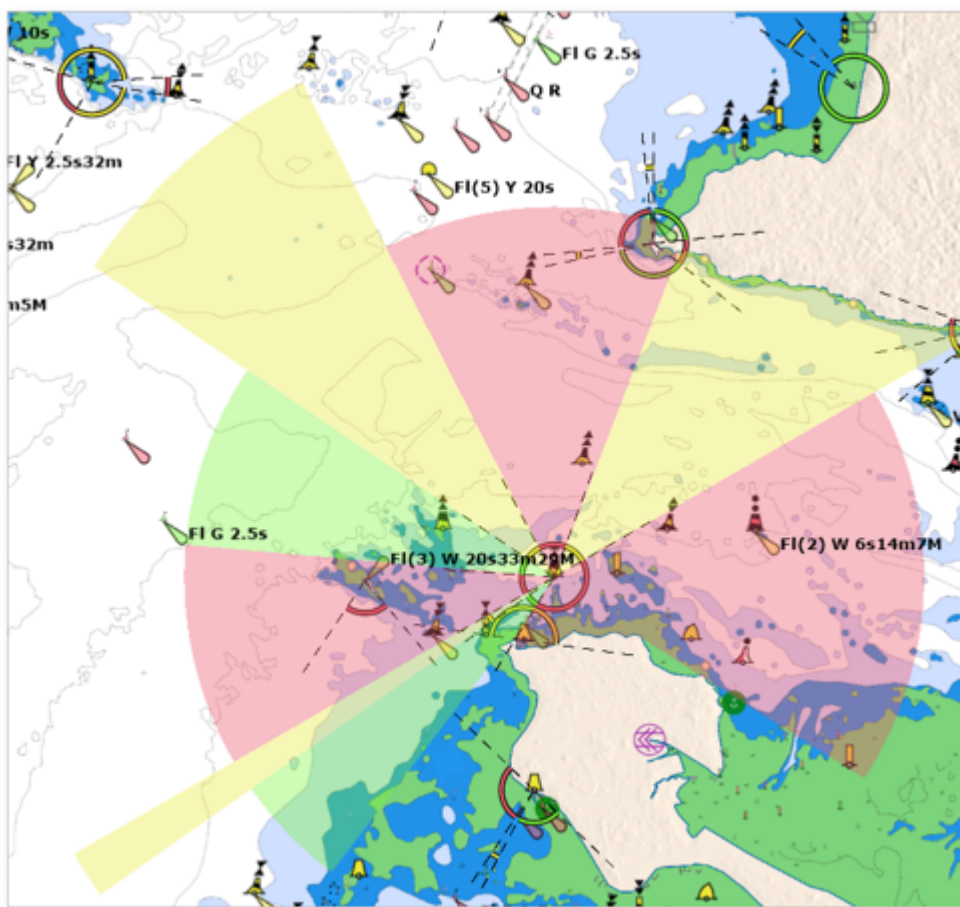 10s
Fl G 2.5s
Q R
Fl Y 2.5s32m
Fl(5) Y 20s
s32m
m5M
Fl G 2.5s
Fl(3) W 20s33m29M
Fl(2) W 6s14m7M